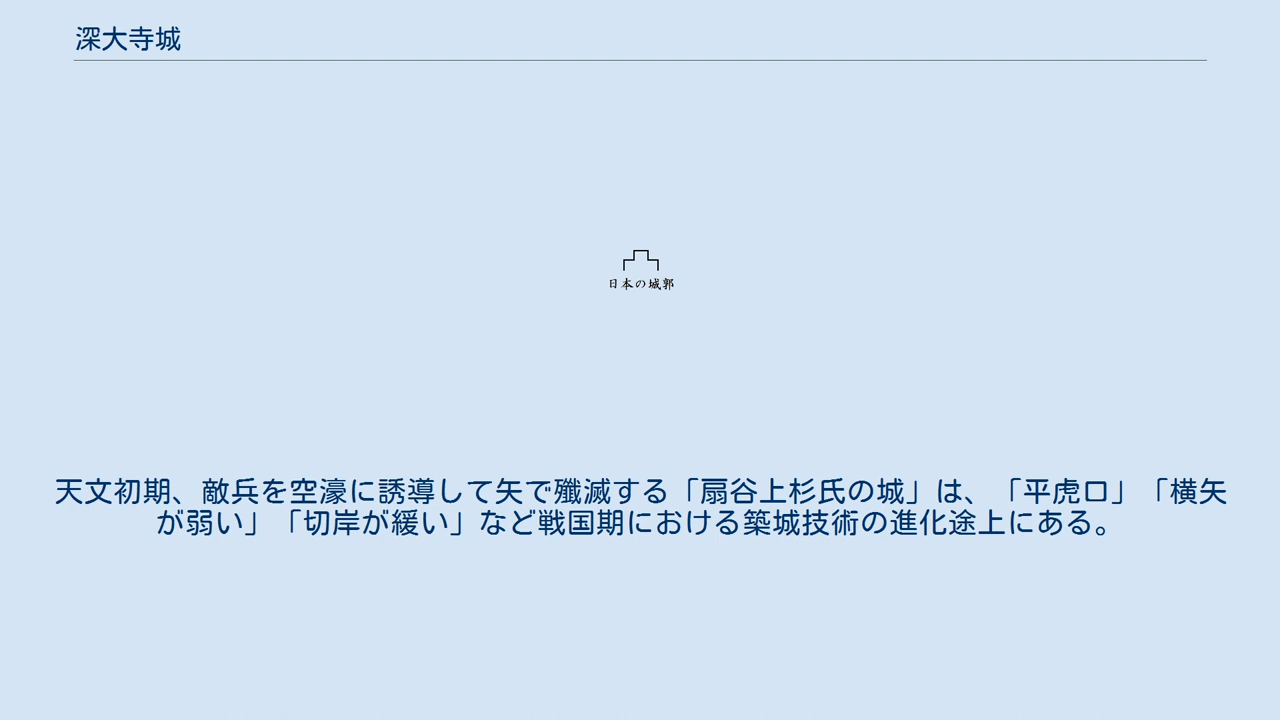 深大寺城
日本の城郭
天文初期、敵兵を空濠に誘導して矢で殲滅する「扇谷上杉氏の城」は、「平虎口」「横矢
が弱い」「切岸が緩い」など戦国期における築城技術の進化途上にある。